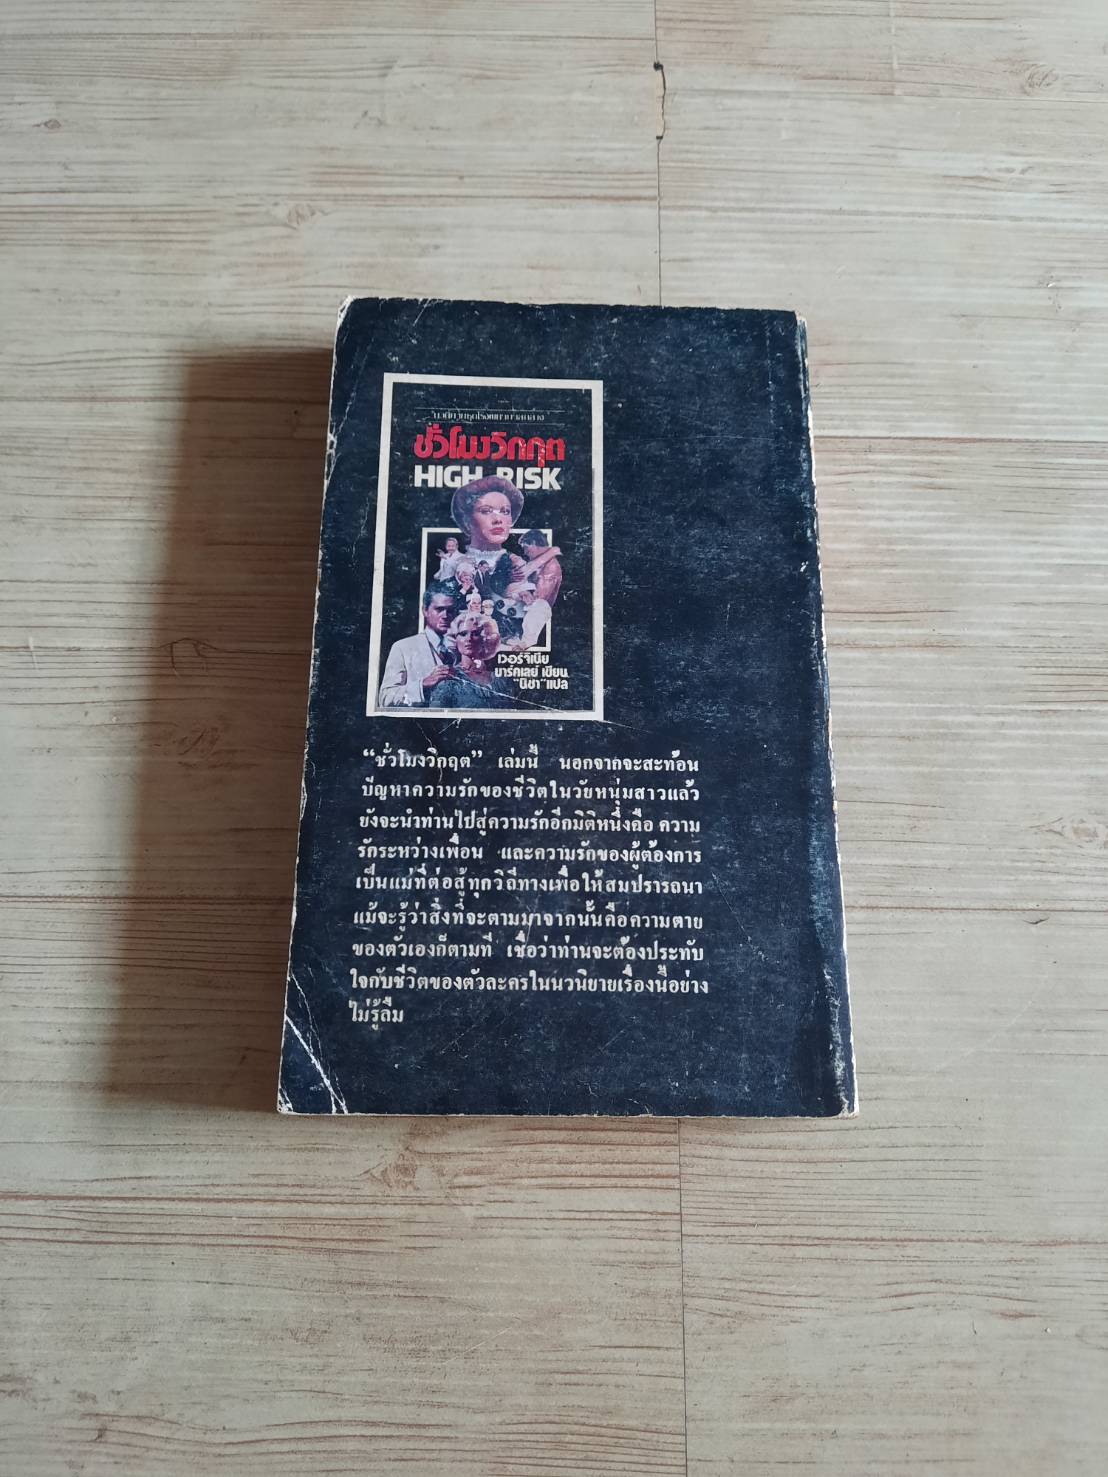 ชั่วโมงวิกฤต
HIGH RISK
เวอร์จิเนีย
บาร์คเลย์ เขียน
"นิชา" แปล
“ชั่วโมงวิกฤต” เล่มนี้ นอกจากจะสะท้อน
ปัญหาความรักของชีวิตในวัยหนุ่มสาวแล้ว
ยังจะนำท่านไปสู่ความรักอีกมิติหนึ่งคือ ความ
รักระหว่างเพื่อน และความรักของผู้ต้องการ
เป็นแม่ที่ต่อสู้ทุกวิถีทางเพื่อให้สมปรารถนา
แม้จะรู้ว่าสิ่งที่จะตามมาจากนั้นคือความตาย
ของตัวเองก็ตามที เชื่อว่าท่านจะต้องประทับ
ใจกับชีวิตของตัวละครในนวนิยายเรื่องนี้อย่าง
ไม่รู้ลืม